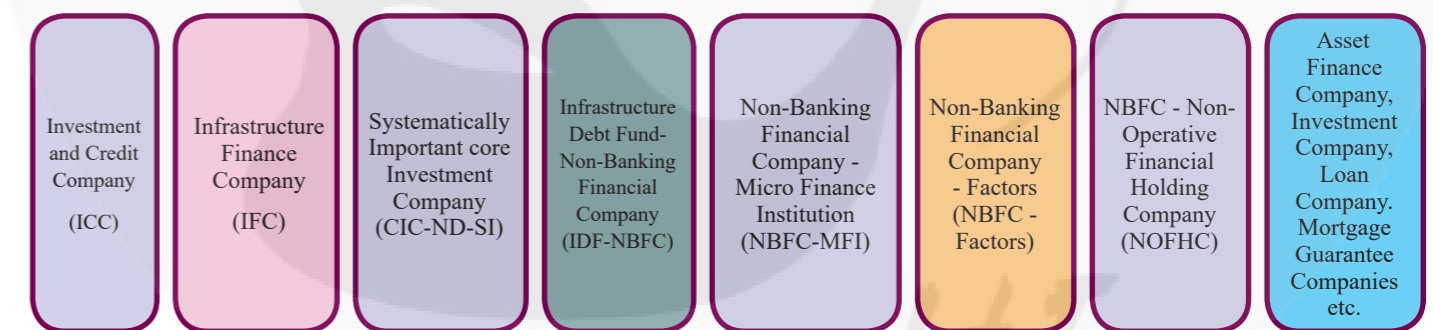 Investment
and Credit
Company
(ICC)
Infrastructure
Finance
Company
(IFC)
Systematically
Important core
Investment
Company
(CIC-ND-SI)
Infrastructure
Debt Fund-
Non-Banking
Financial
Company
(IDF-NBFC)
Non-Banking
Financial
Company -
Micro Finance
Institution
(NBFC-MFI)
Non-Banking
Financial
Company
- Factors
(NBFC -
Factors)
NBFC - Non-
Operative
Financial
Holding
Company
(NOFHC)
Asset
Finance
Company,
Investment
Company,
Loan
Company.
Mortgage
Guarantee
Companies
etc.